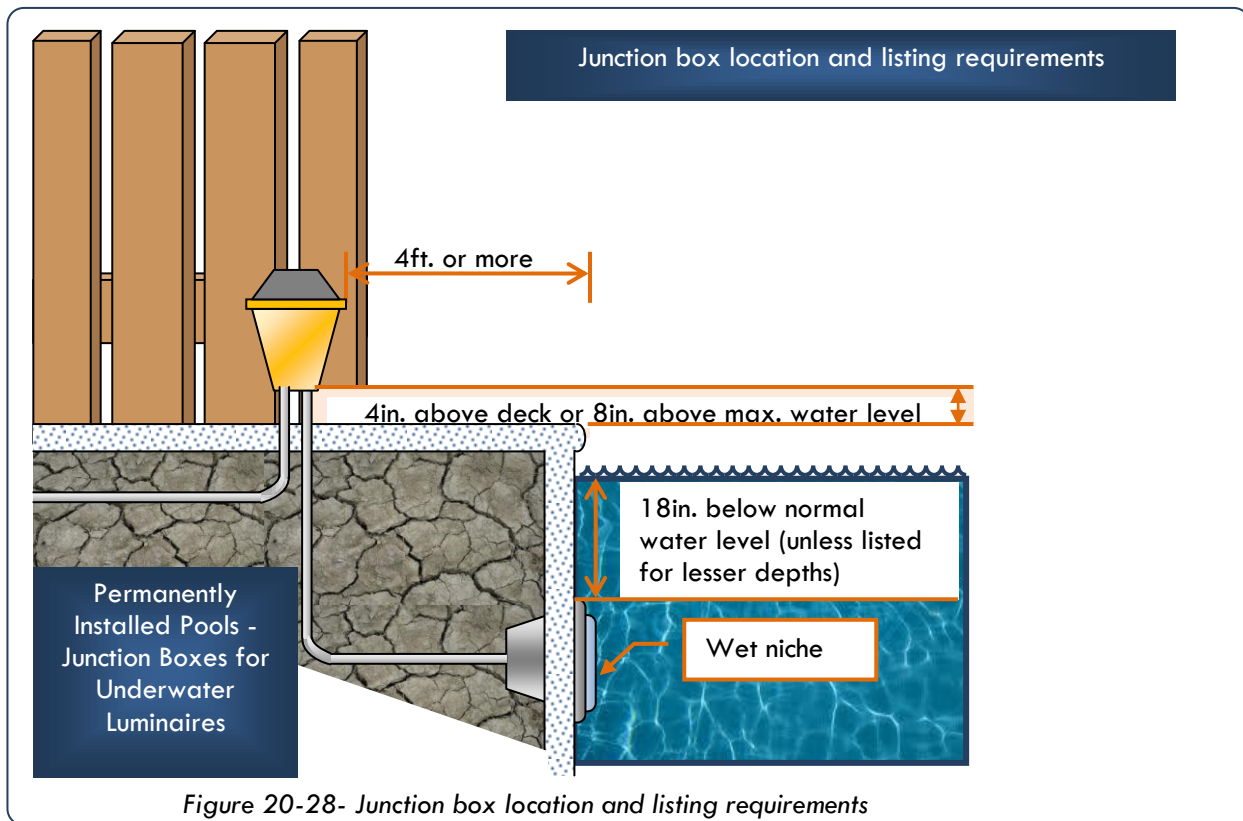 Junction box location and listing requirements
4ft. or more
4in. above deck or 8in. above max. water level
18in. below normal
water level (unless listed
for lesser depths)
Wet niche
Permanently
Installed Pools -
Junction Boxes for
Underwater
Luminaires
Figure 20-28- Junction box location and listing requirements